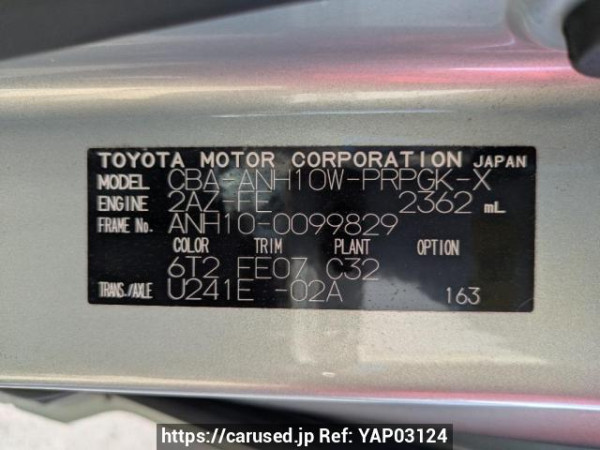 TOYOTA MOTOR CORPORATION JAPAN
MODEL CBA-ANH10W-PRPGK-X
ENGINE 2AZ-FE 2362 mL
FRAME No. ANH10-0099829
COLOR TRIM PLANT OPTION
6T2 FE07 C32
TRANS./AXLE U241E -02A 163
https://carused.jp Ref: YAP03124